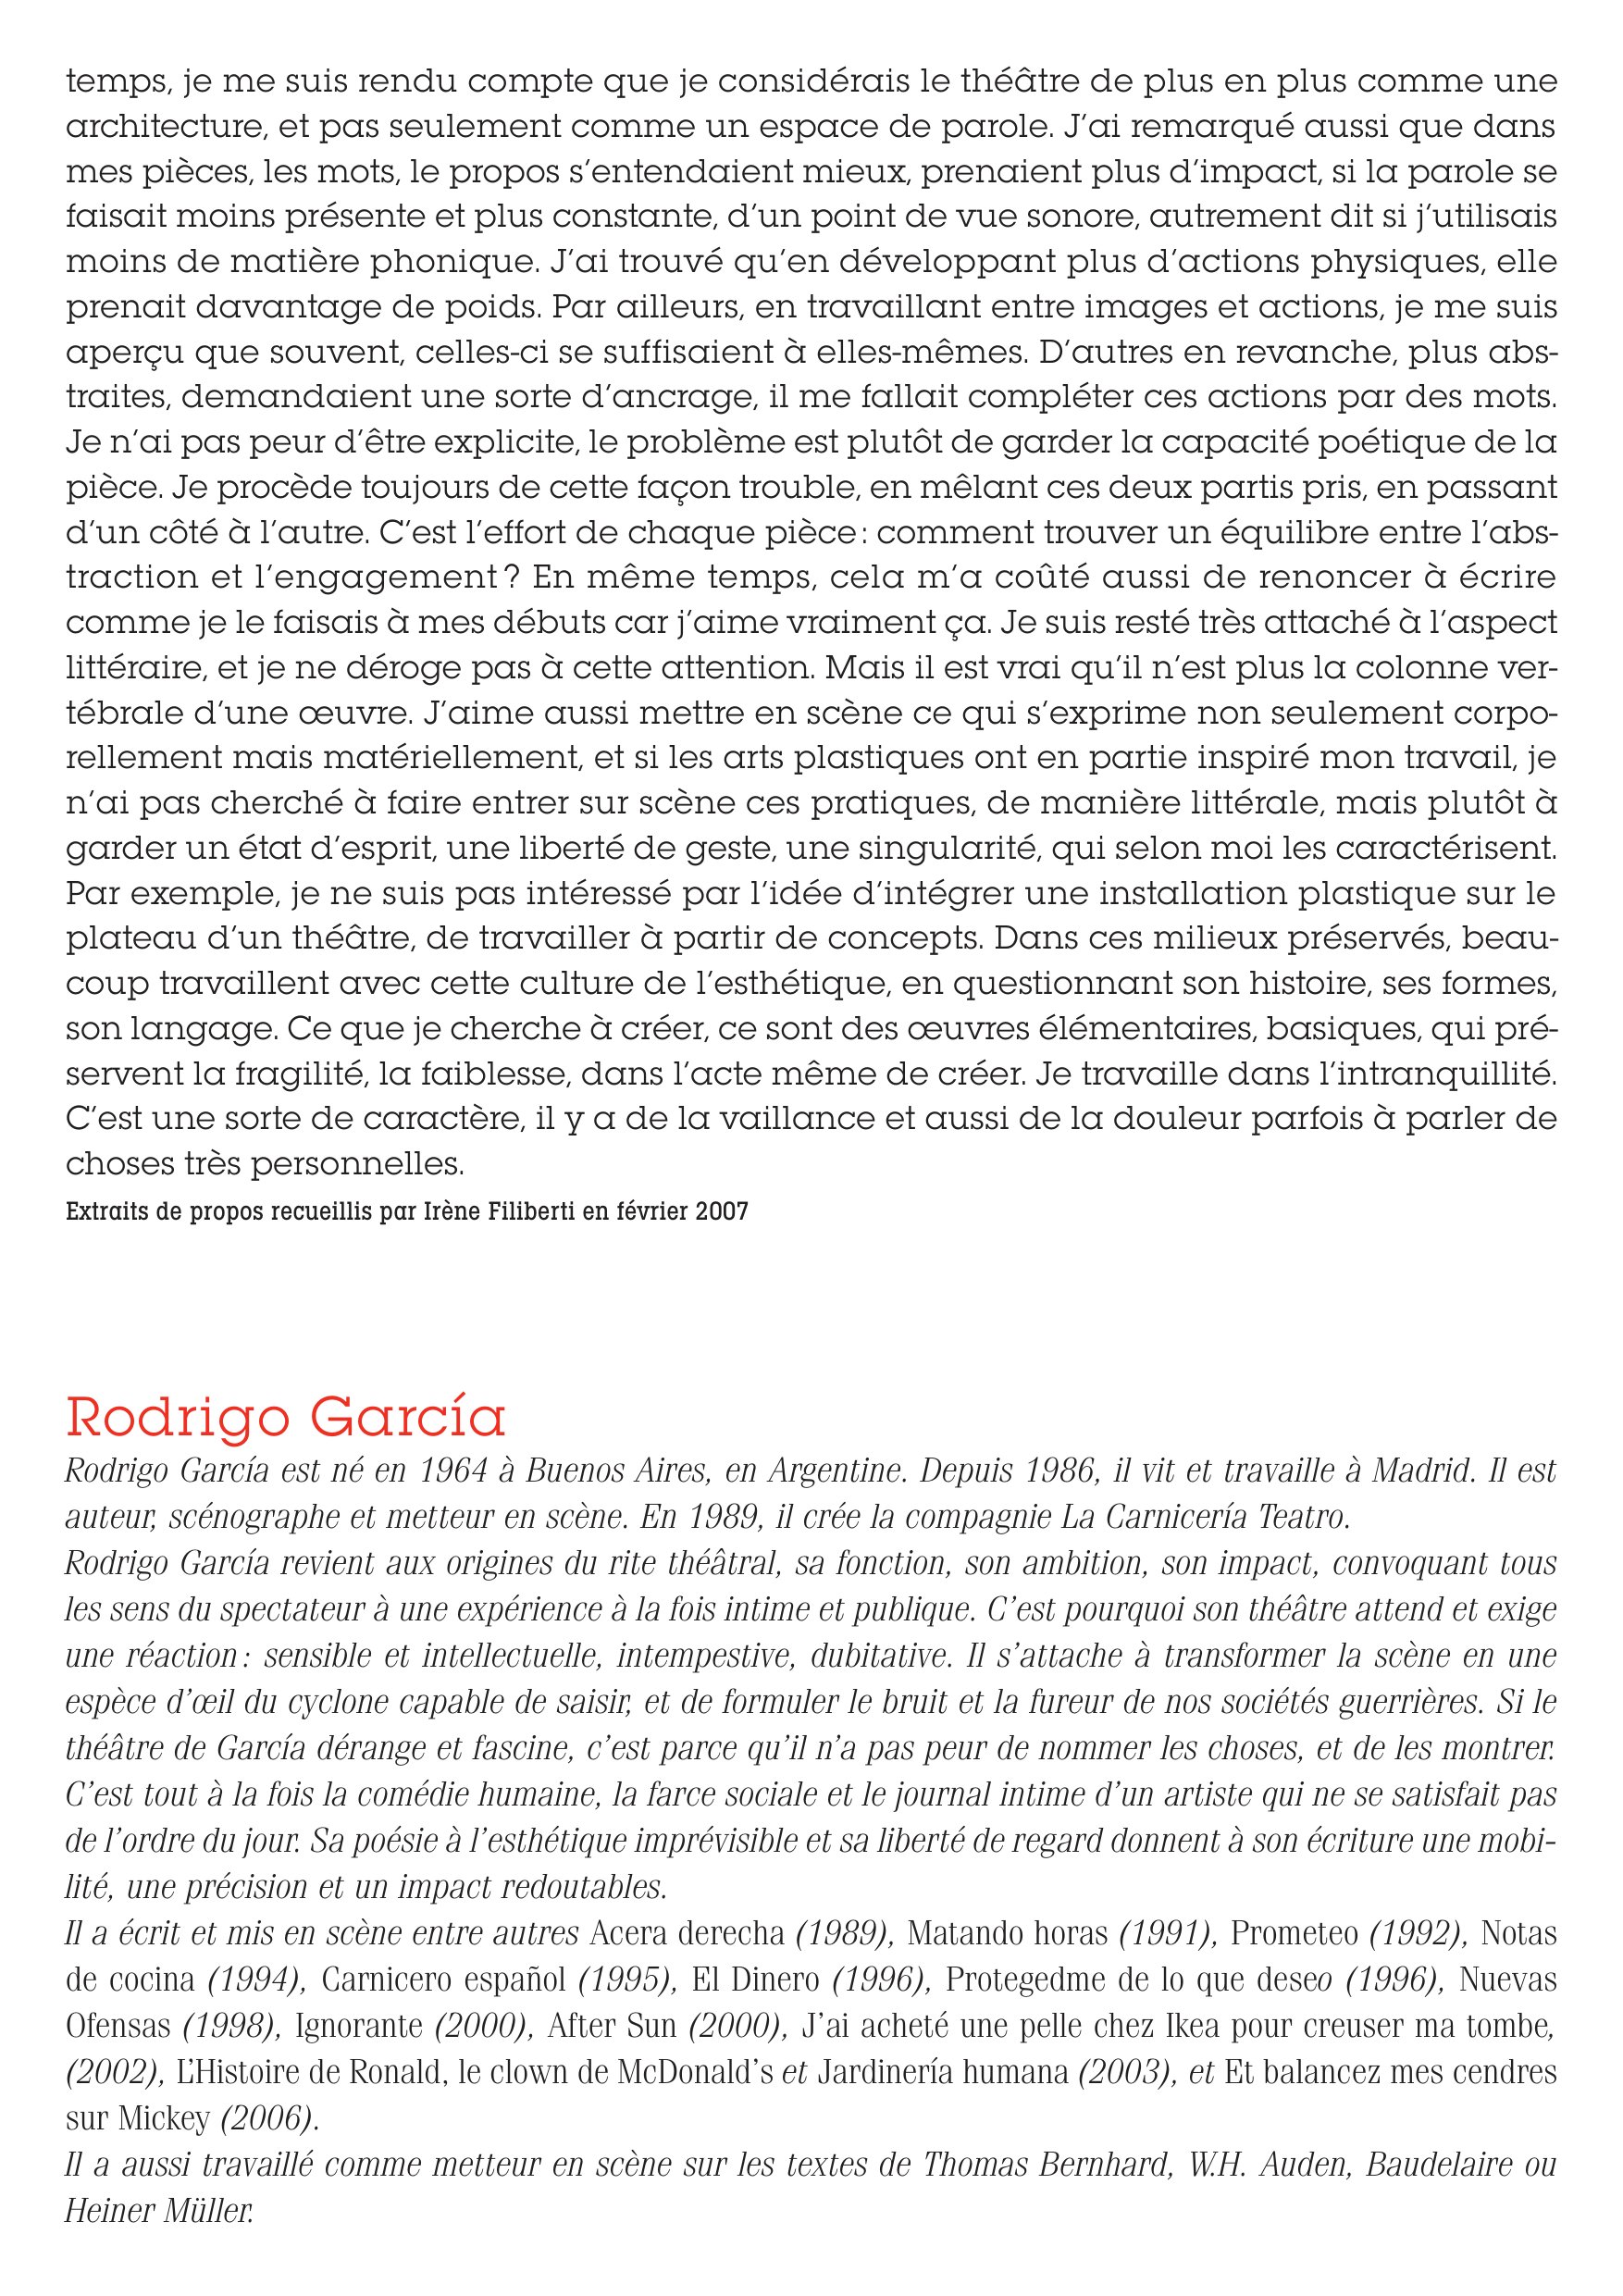 temps, je me suis rendu compte que je considérais le théâtre de plus en plus comme une
architecture, et pas seulement comme un espace de parole. J’ai remarqué aussi que dans
mes pièces, les mots, le propos s’entendaient mieux, prenaient plus d’impact, si la parole se
faisait moins présente et plus constante, d’un point de vue sonore, autrement dit si j’utilisais
moins de matière phonique. J’ai trouvé qu’en développant plus d’actions physiques, elle
prenait davantage de poids. Par ailleurs, en travaillant entre images et actions, je me suis
aperçu que souvent, celles-ci se suffisaient à elles-mêmes. D’autres en revanche, plus abs-
traites, demandaient une sorte d’ancrage, il me fallait compléter ces actions par des mots.
Je n’ai pas peur d’être explicite, le problème est plutôt de garder la capacité poétique de la
pièce. Je procède toujours de cette façon trouble, en mêlant ces deux partis pris, en passant
d’un côté à l’autre. C’est l’effort de chaque pièce : comment trouver un équilibre entre l’abs-
traction et l’engagement ? En même temps, cela m’a coûté aussi de renoncer à écrire
comme je le faisais à mes débuts car j’aime vraiment ça. Je suis resté très attaché à l’aspect
littéraire, et je ne déroge pas à cette attention. Mais il est vrai qu’il n’est plus la colonne ver-
tébrale d’une œuvre. J’aime aussi mettre en scène ce qui s’exprime non seulement corpo-
rellement mais matériellement, et si les arts plastiques ont en partie inspiré mon travail, je
n’ai pas cherché à faire entrer sur scène ces pratiques, de manière littérale, mais plutôt à
garder un état d’esprit, une liberté de geste, une singularité, qui selon moi les caractérisent.
Par exemple, je ne suis pas intéressé par l’idée d’intégrer une installation plastique sur le
plateau d’un théâtre, de travailler à partir de concepts. Dans ces milieux préservés, beau-
coup travaillent avec cette culture de l’esthétique, en questionnant son histoire, ses formes,
son langage. Ce que je cherche à créer, ce sont des œuvres élémentaires, basiques, qui pré-
servent la fragilité, la faiblesse, dans l’acte même de créer. Je travaille dans l’intranquillité.
C’est une sorte de caractère, il y a de la vaillance et aussi de la douleur parfois à parler de
choses très personnelles.
Extraits de propos recueillis par Irène Filiberti en février 2007
Rodrigo García
Rodrigo García est né en 1964 à Buenos Aires, en Argentine. Depuis 1986, il vit et travaille à Madrid. Il est
auteur, scénographe et metteur en scène. En 1989, il crée la compagnie La Carnicería Teatro.
Rodrigo García revient aux origines du rite théâtral, sa fonction, son ambition, son impact, convoquant tous
les sens du spectateur à une expérience à la fois intime et publique. C’est pourquoi son théâtre attend et exige
une réaction : sensible et intellectuelle, intempestive, dubitative. Il s’attache à transformer la scène en une
espèce d’œil du cyclone capable de saisir, et de formuler le bruit et la fureur de nos sociétés guerrières. Si le
théâtre de García dérange et fascine, c’est parce qu’il n’a pas peur de nommer les choses, et de les montrer.
C’est tout à la fois la comédie humaine, la farce sociale et le journal intime d’un artiste qui ne se satisfait pas
de l’ordre du jour. Sa poésie à l’esthétique imprévisible et sa liberté de regard donnent à son écriture une mobi-
lité, une précision et un impact redoutables.
Il a écrit et mis en scène entre autres Acera derecha (1989), Matando horas (1991), Prometeo (1992), Notas
de cocina (1994), Carnicero español (1995), El Dinero (1996), Protegedme de lo que deseo (1996), Nuevas
Ofensas (1998), Ignorante (2000), After Sun (2000), J’ai acheté une pelle chez Ikea pour creuser ma tombe,
(2002), L’Histoire de Ronald, le clown de McDonald’s et Jardinería humana (2003), et Et balancez mes cendres
sur Mickey (2006).
Il a aussi travaillé comme metteur en scène sur les textes de Thomas Bernhard, W.H. Auden, Baudelaire ou
Heiner Müller.